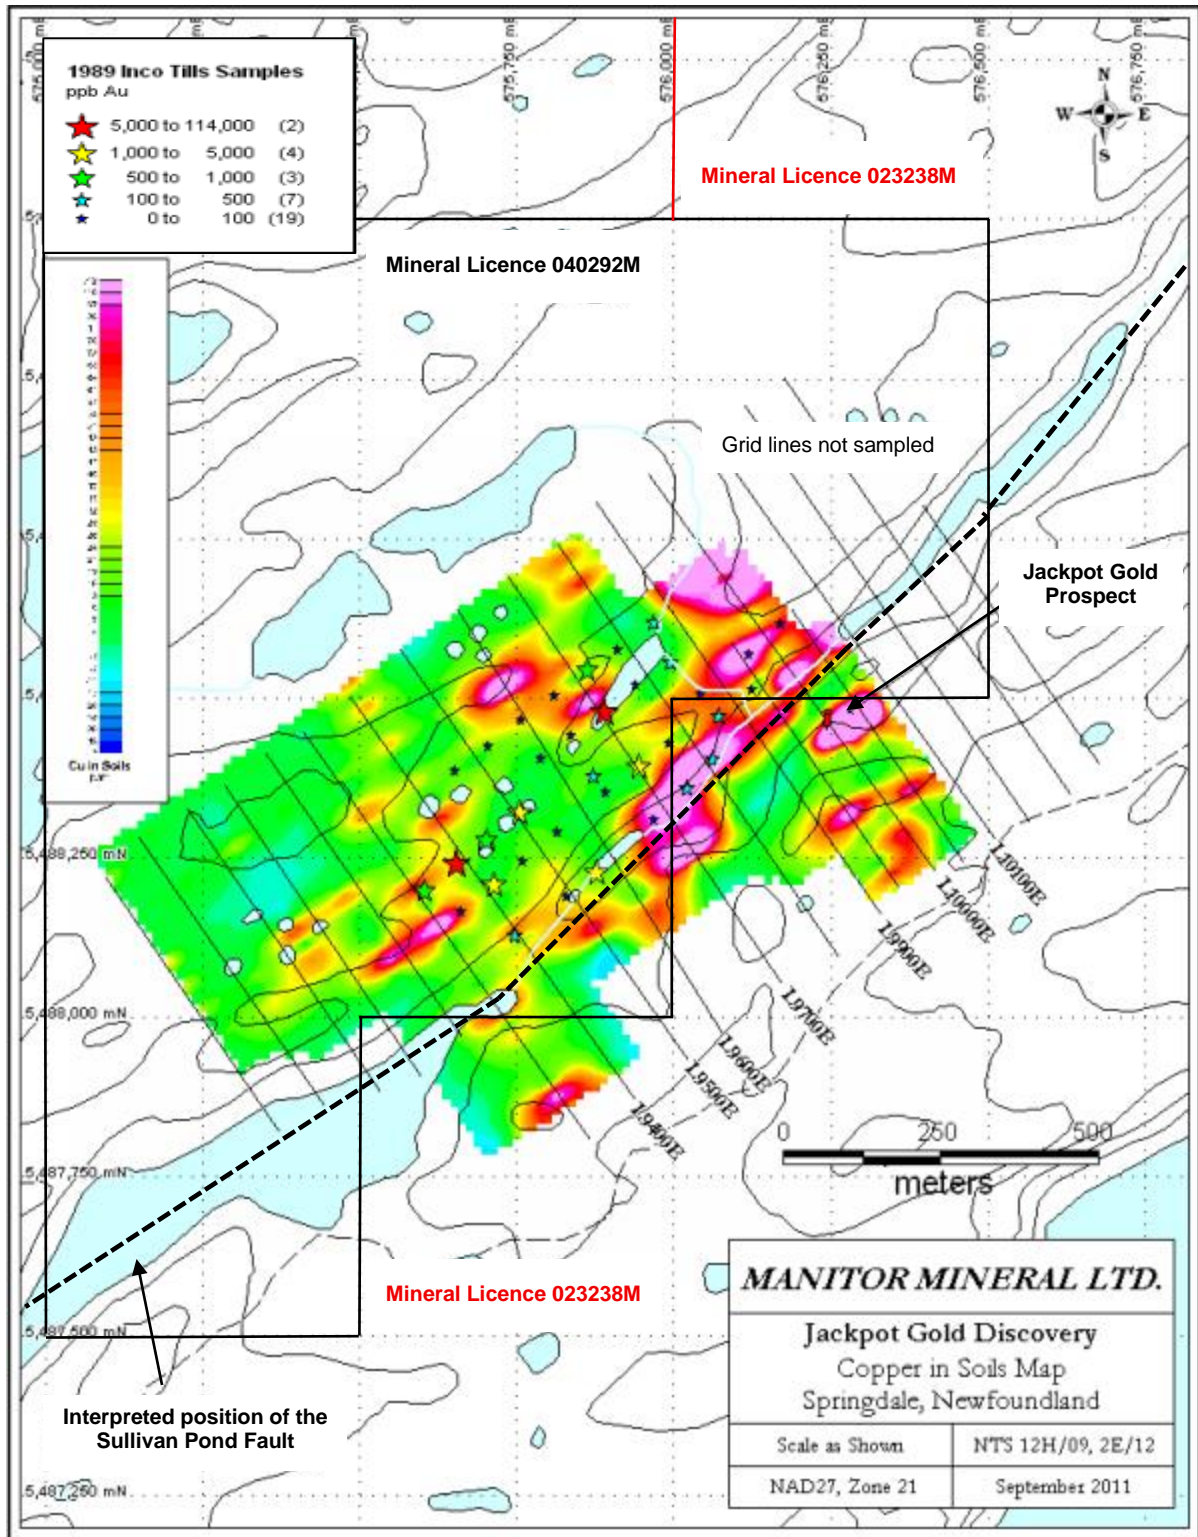 575,750 mE
576,000 mE
576,250 mE
576,500 mE
576,750 mE
1989 Inco Tills Samples
ppb Au
5,000 to 114,000 (2)
1,000 to 5,000 (4)
500 to 1,000 (3)
100 to 500 (7)
0 to 100 (19)
N
W E
S
Mineral Licence 023238M
Mineral Licence 040292M
Grid lines not sampled
Jackpot Gold
Prospect
Cu in Soils
5,488,250 mN
5,488,000 mN
5,487,750 mN
5,487,500 mN
5,487,250 mN
L10100E
L10000E
L9900E
L9700E
L9600E
L9500E
L9400E
0 250 500
meters
Mineral Licence 023238M
Interpreted position of the
Sullivan Pond Fault
MANITOR MINERAL LTD.
Jackpot Gold Discovery
Copper in Soils Map
Springdale, Newfoundland
Scale as Shown
NTS 12H/09, 2E/12
NAD27, Zone 21
September 2011